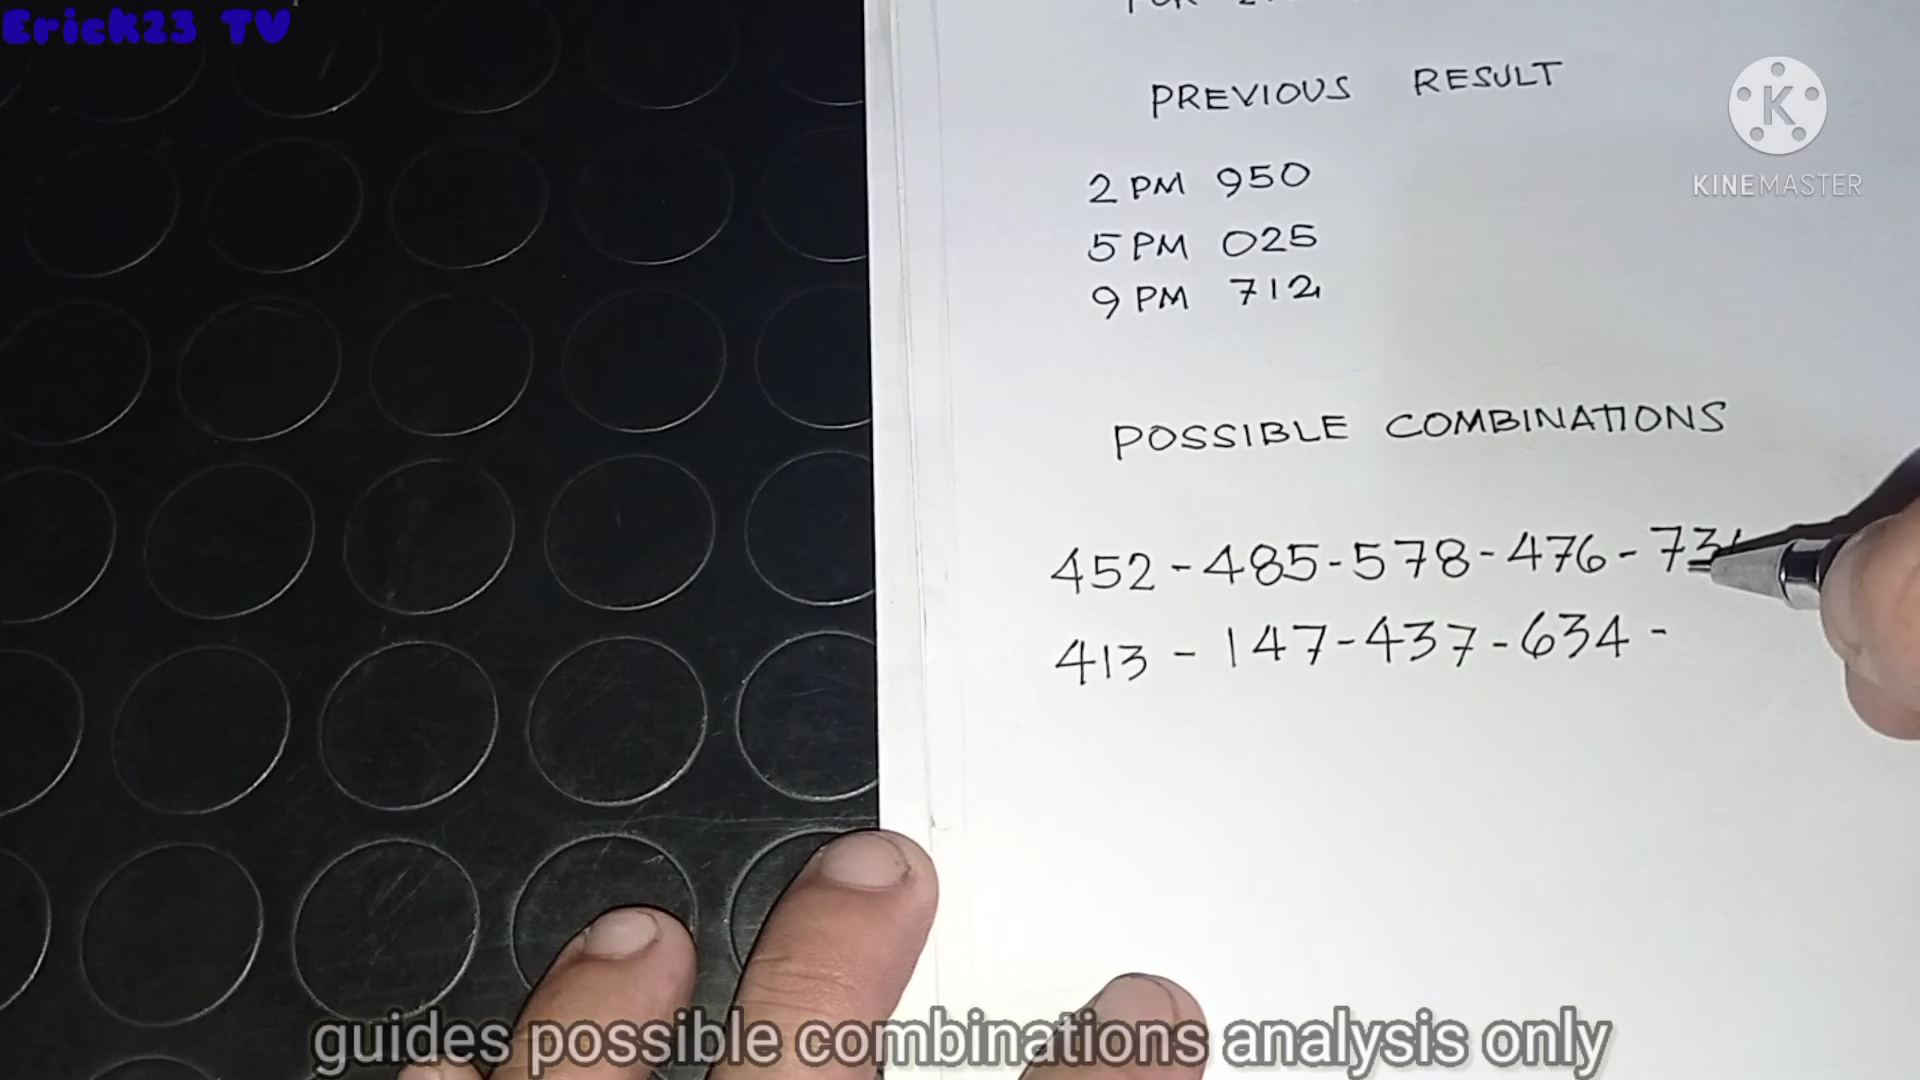 Erick23 TV
PREVIOUS RESULT
KINEMASTER
2 PM 950
5 PM 025
9 PM 712
POSSIBLE COMBINATIONS
452 - 485 - 578 - 476 -
413 - 147 - 437 - 634 -
guides possible combinations analysis only